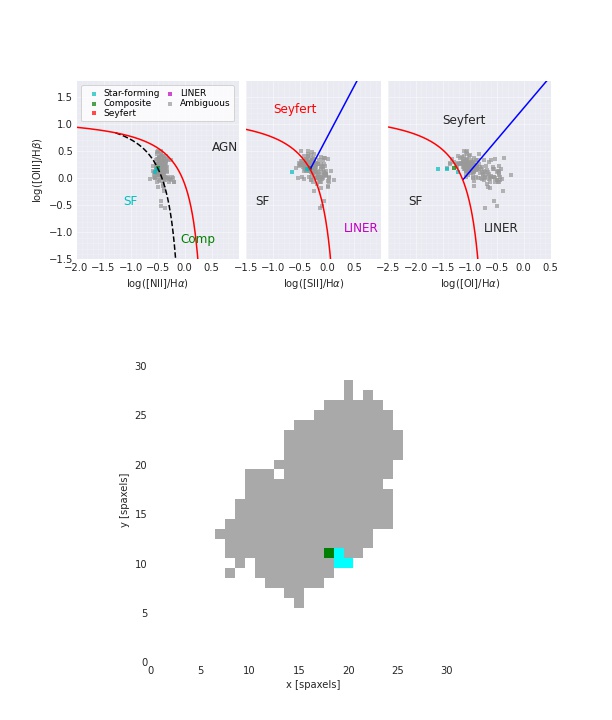 1.5
1.0
0.5
0.0
−0.5
−1.0
−1.5
log([OIII]/Hβ)
Star-forming
Composite
Seyfert
LINER
Ambiguous
AGN
SF
Comp
−2.0 −1.5 −1.0 −0.5 0.0 0.5
log([NII]/Hα)
Seyfert
SF
LINER
−1.0 −0.5 0.0 0.5
log([SII]/Hα)
Seyfert
SF
LINER
−2.5 −2.0 −1.5 −1.0 −0.5 0.0 0.5
log([OI]/Hα)
30
25
20
15
10
5
0
y [spaxels]
0 5 10 15 20 25 30
x [spaxels]